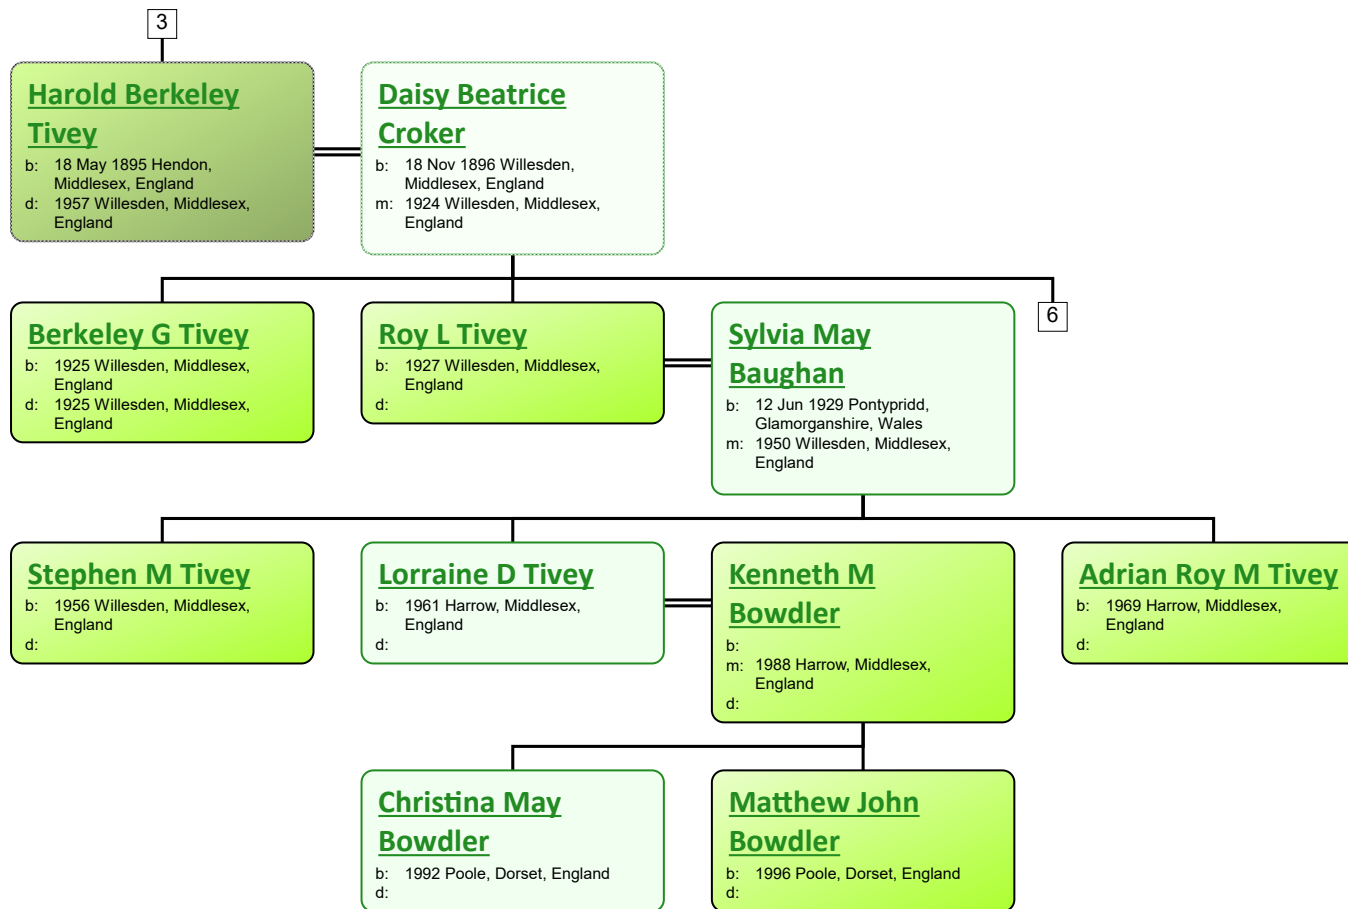 3
Harold Berkeley
Tivey
b: 18 May 1895 Hendon,
Middlesex, England
d: 1957 Willesden, Middlesex,
England
Daisy Beatrice
Croker
b: 18 Nov 1896 Willesden,
Middlesex, England
m: 1924 Willesden, Middlesex,
England
Berkeley G Tivey
b: 1925 Willesden, Middlesex,
England
d: 1925 Willesden, Middlesex,
England
Roy L Tivey
b: 1927 Willesden, Middlesex,
England
d:
Sylvia May
Baughan
b: 12 Jun 1929 Pontypridd,
Glamorganshire, Wales
m: 1950 Willesden, Middlesex,
England
6
Stephen M Tivey
b: 1956 Willesden, Middlesex,
England
d:
Lorraine D Tivey
b: 1961 Harrow, Middlesex,
England
d:
Kenneth M
Bowdler
b:
m: 1988 Harrow, Middlesex,
England
d:
Adrian Roy M Tivey
b: 1969 Harrow, Middlesex,
England
d:
Christina May
Bowdler
b: 1992 Poole, Dorset, England
d:
Matthew John
Bowdler
b: 1996 Poole, Dorset, England
d: